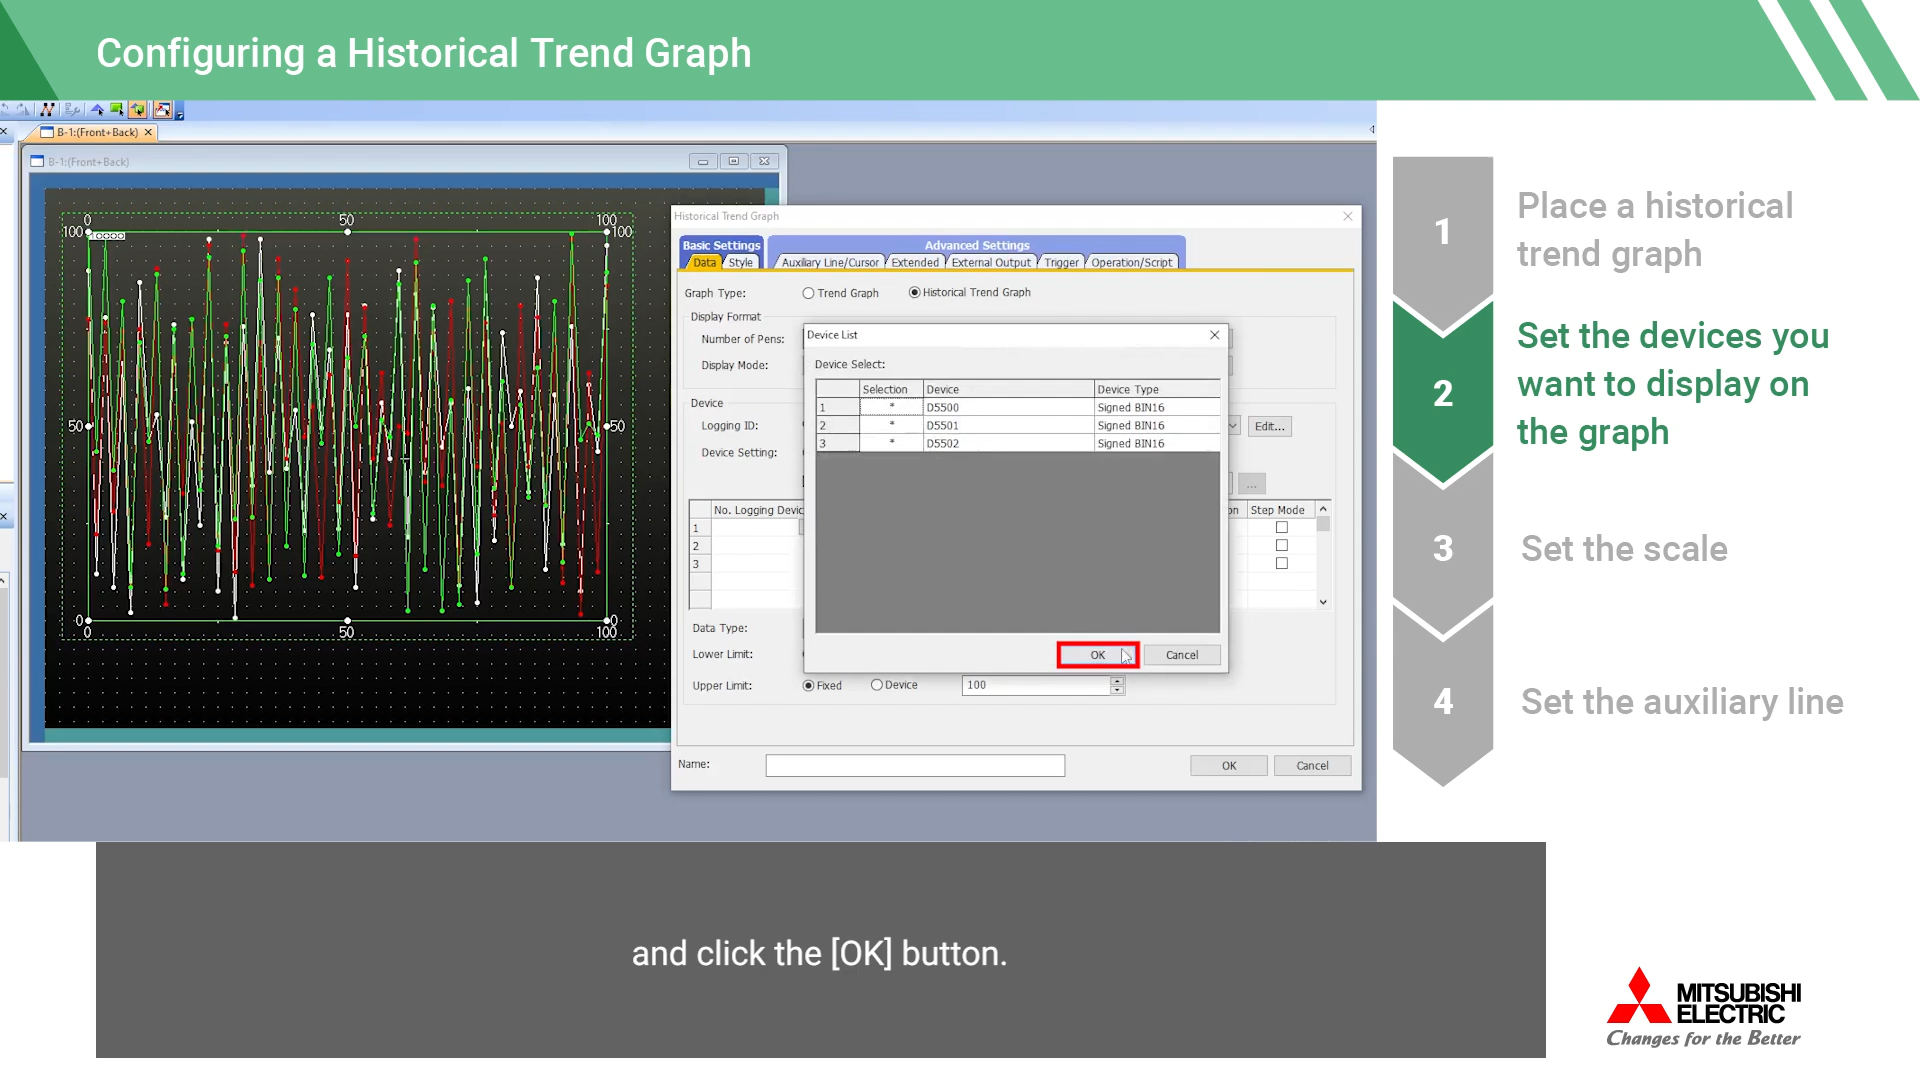 Configuring a Historical Trend Graph
B-1:(Front+Back)
B-1:(Front+Back)
0 50 100
100 100
10000
50 50
0 0
0 50 100
Historical Trend Graph
Basic Settings Advanced Settings
Data Style Auxiliary Line/Cursor Extended External Output Trigger Operation/Script
Graph Type: Trend Graph Historical Trend Graph
Display Format
Number of Pens:
Display Mode:
Device
Logging ID: Edit...
Device Setting:
...
No. Logging Devic on Step Mode
1
2
3
Data Type:
Lower Limit:
Upper Limit: Fixed Device 100
Name: OK Cancel
Device List
Device Select:
Selection Device Device Type
1 * D5500 Signed BIN16
2 * D5501 Signed BIN16
3 * D5502 Signed BIN16
OK Cancel
1 Place a historical
trend graph
2 Set the devices you
want to display on
the graph
3 Set the scale
4 Set the auxiliary line
and click the [OK] button.
MITSUBISHI
ELECTRIC
Changes for the Better